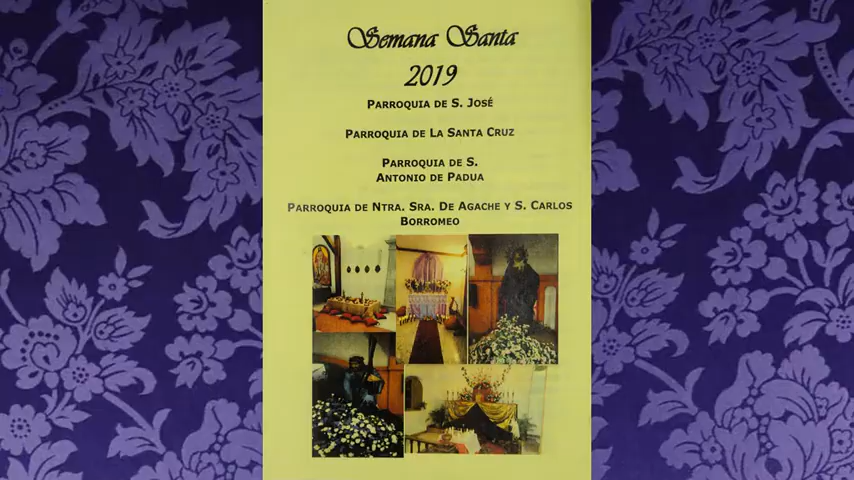 Semana Santa
2019
PARROQUIA DE S. JOSÉ
PARROQUIA DE LA SANTA CRUZ
PARROQUIA DE S.
ANTONIO DE PADUA
PARROQUIA DE NTRA. SRA. DE AGACHE Y S. CARLOS
BORROMEO